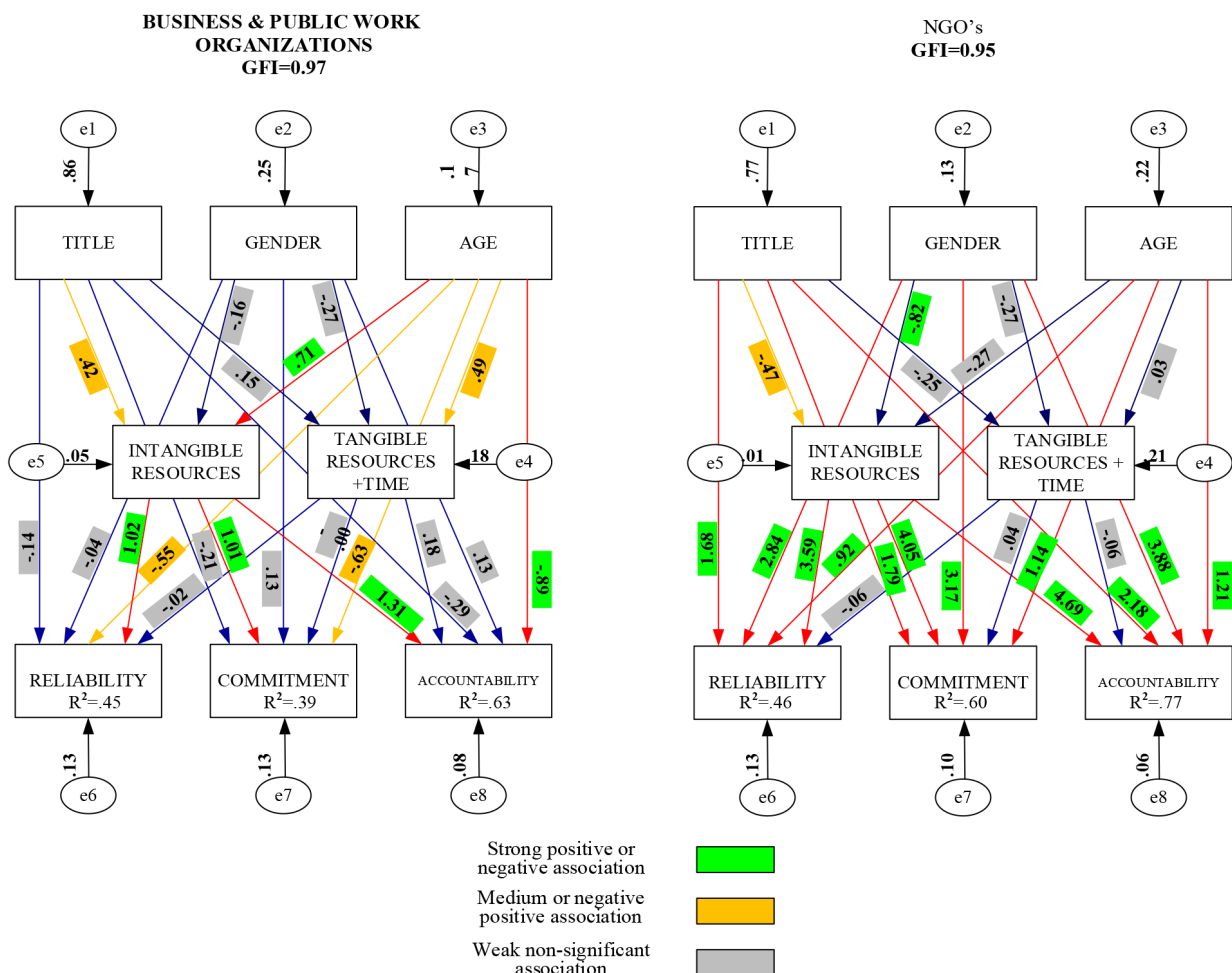 BUSINESS & PUBLIC WORK
ORGANIZATIONS
GFI=0.97
NGO's
GFI=0.95
e1
e2
e3
e1
e2
e3
.86
.25
.1
7
.77
.13
.22
TITLE
GENDER
AGE
TITLE
GENDER
AGE
-.16
-.27
-.82
-.27
.42
.15
.71
.49
-.47
-.25
-.27
.03
e5
.05
INTANGIBLE
RESOURCES
TANGIBLE
RESOURCES
+TIME
.18
e4
e5
.01
INTANGIBLE
RESOURCES
TANGIBLE
RESOURCES +
TIME
.21
e4
-.14
-.04
1.02
-.55
-.02
-.21
1.01
.13
-
.00
-.63
1.31
.18
-.29
.13
-.89
1.68
2.84
3.59
.92
-.06
1.79
4.05
3.17
.04
1.14
4.69
-.06
2.18
3.88
1.21
RELIABILITY
R²=.45
COMMITMENT
R²=.39
ACCOUNTABILITY
R²=.63
RELIABILITY
R²=.46
COMMITMENT
R²=.60
ACCOUNTABILITY
R²=.77
.13
.13
.08
.13
.10
.06
e6
e7
e8
e6
e7
e8
Strong positive or
negative association
Medium or negative
positive association
Weak non-significant
association